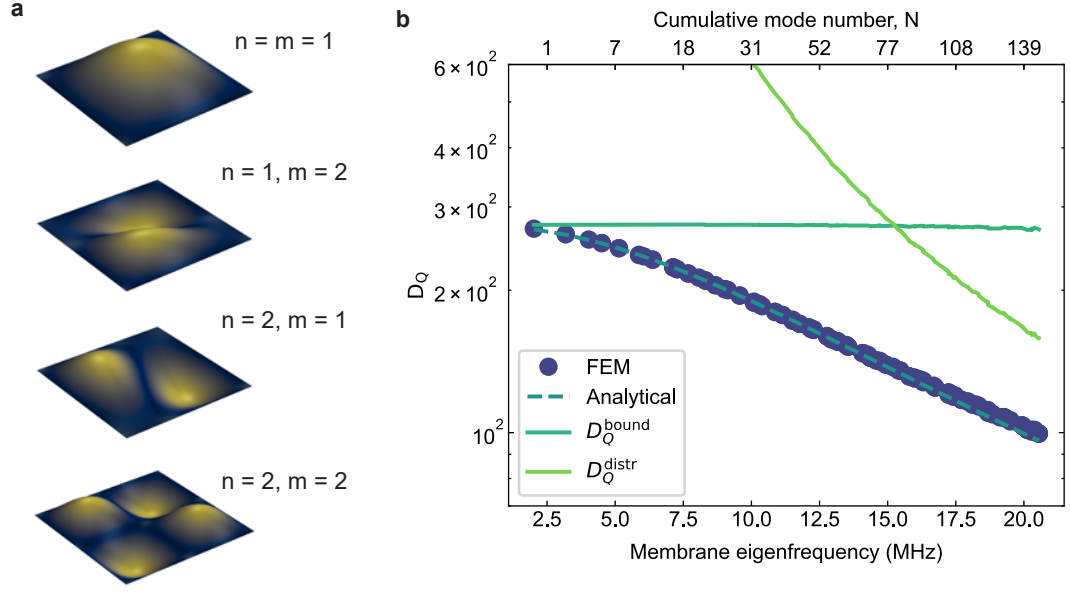 a
n = m = 1
n = 1, m = 2
n = 2, m = 1
n = 2, m = 2
b
Cumulative mode number, N
1 7 18 31 52 77 108 139
6 × 10²
4 × 10²
3 × 10²
2 × 10²
10²
D_Q
FEM
Analytical
D_Q^bound
D_Q^distr
2.5 5.0 7.5 10.0 12.5 15.0 17.5 20.0
Membrane eigenfrequency (MHz)